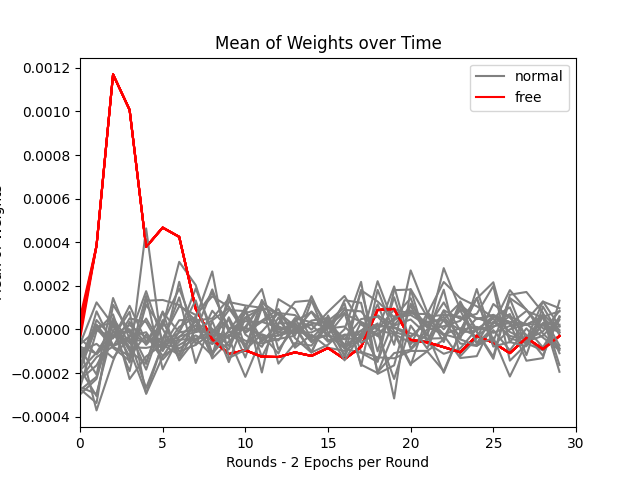 Mean of Weights over Time
normal
free
0.0012
0.0010
0.0008
0.0006
0.0004
0.0002
0.0000
−0.0002
−0.0004
0 5 10 15 20 25 30
Rounds - 2 Epochs per Round